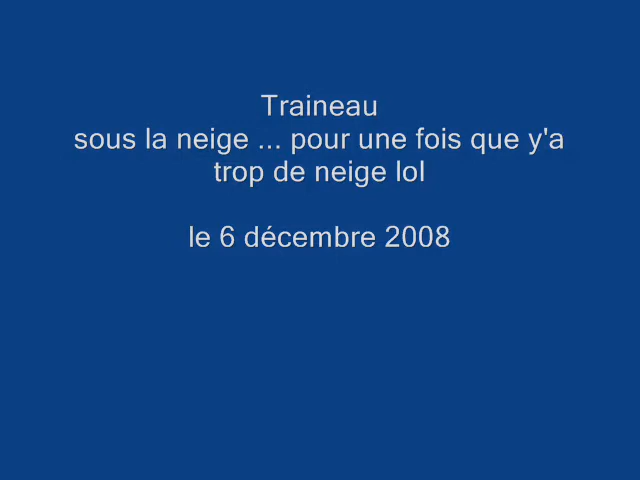 Traineau
sous la neige ... pour une fois que y'a
trop de neige lol
le 6 décembre 2008